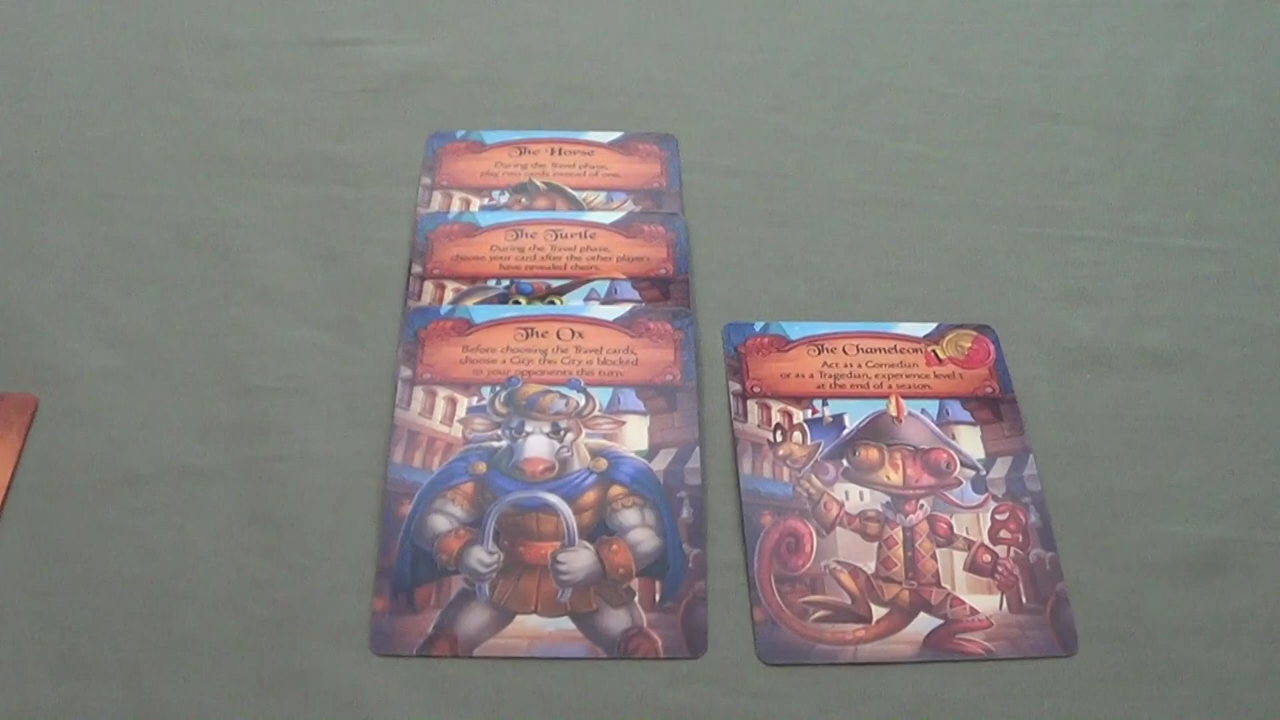 The Horse
During the Travel phase,
play two cards instead of one.
The Turtle
During the Travel phase,
choose your card after the other players
have revealed theirs.
The Ox
Before choosing the Travel cards,
choose a City: this City is blocked
to your opponents this turn.
The Chameleon
1
Act as a Comedian
or as a Tragedian, experience level 1
at the end of a season.